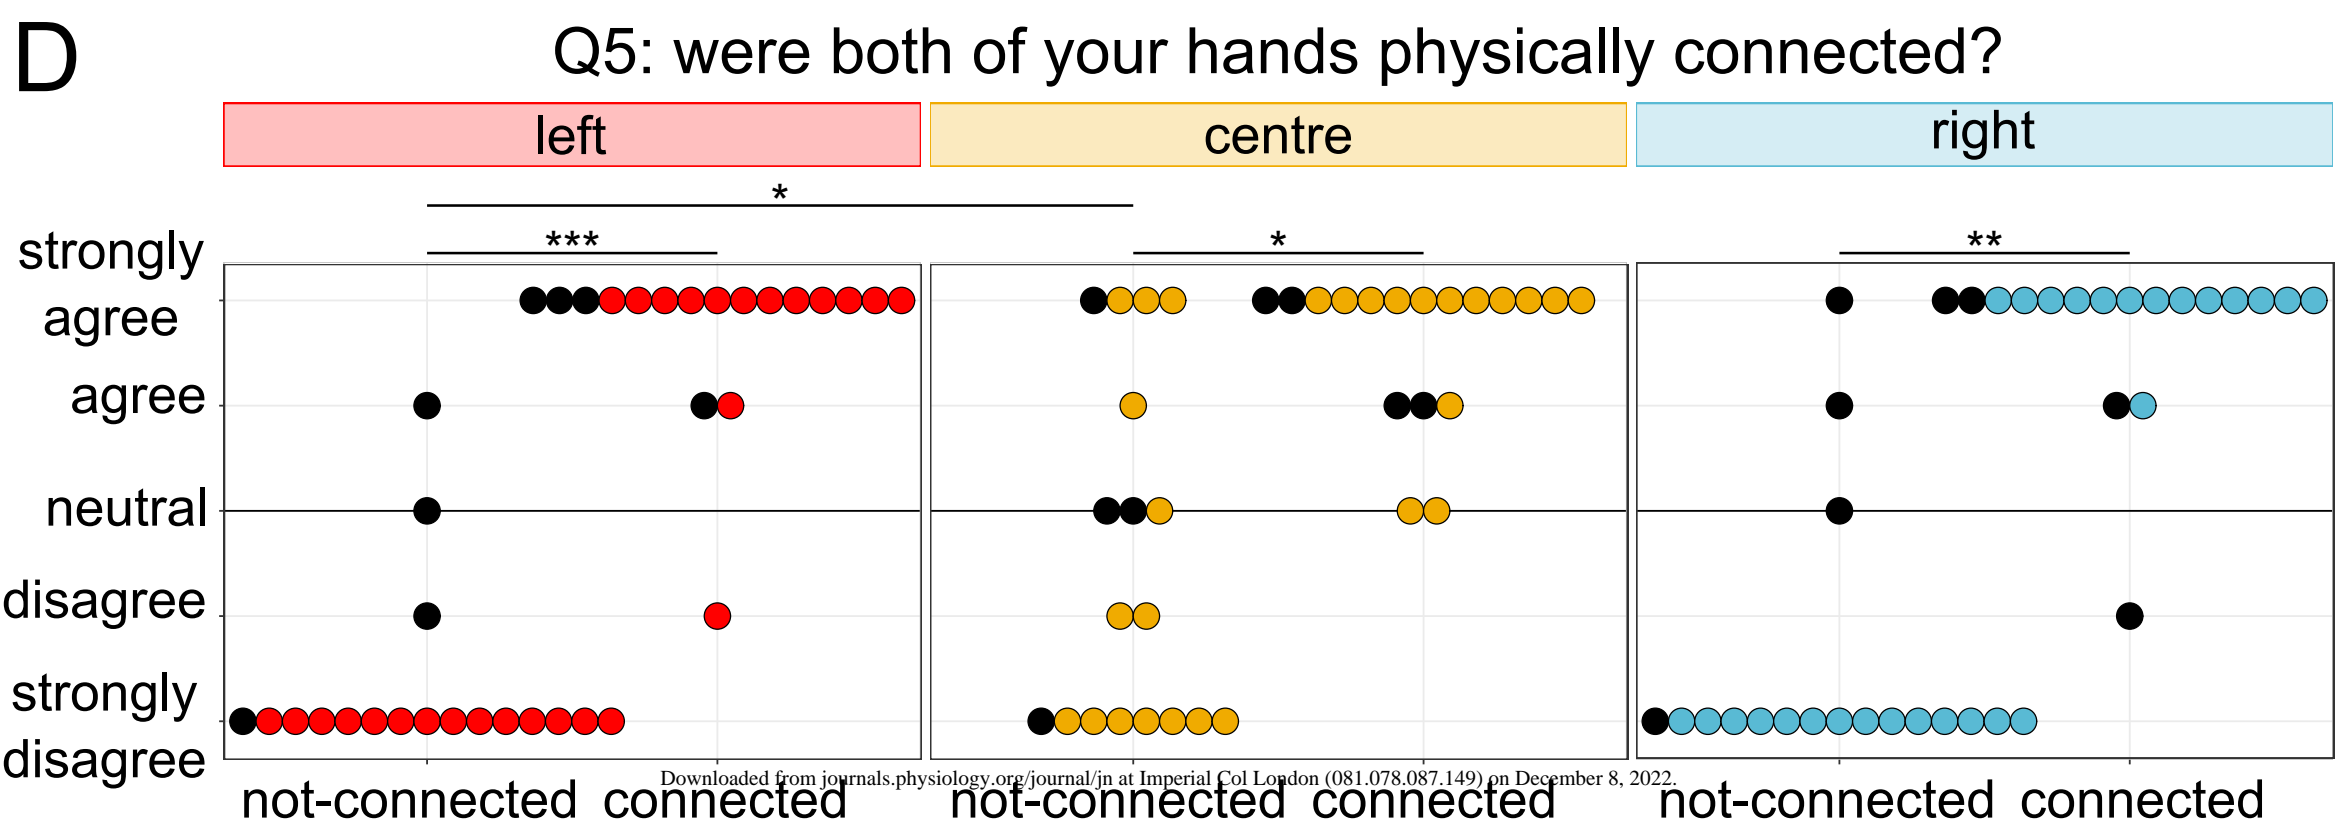 D
Q5: were both of your hands physically connected?
left centre right
*
*** * **
strongly
agree
agree
neutral
disagree
strongly
disagree
Downloaded from journals.physiology.org/journal/jn at Imperial Col London (081.078.087.149) on December 8, 2022.
not-connected connected not-connected connected not-connected connected